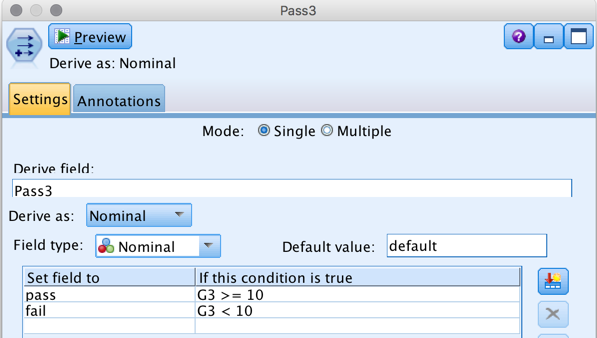 Pass3
Preview
Derive as: Nominal
Settings Annotations
Mode: Single Multiple
Derive field:
Pass3
Derive as: Nominal
Field type: Nominal Default value: default
Set field to If this condition is true
pass G3 >= 10
fail G3 < 10